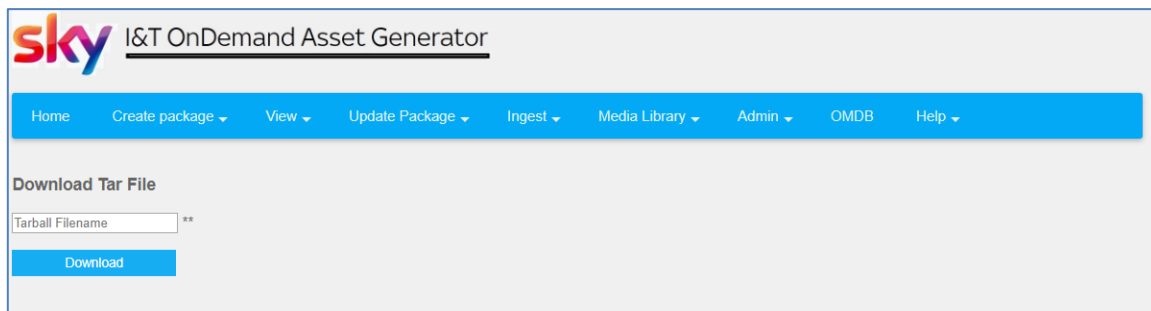 sky I&T OnDemand Asset Generator
Home Create package View Update Package Ingest Media Library Admin OMDB Help
Download Tar File
Tarball Filename **
Download